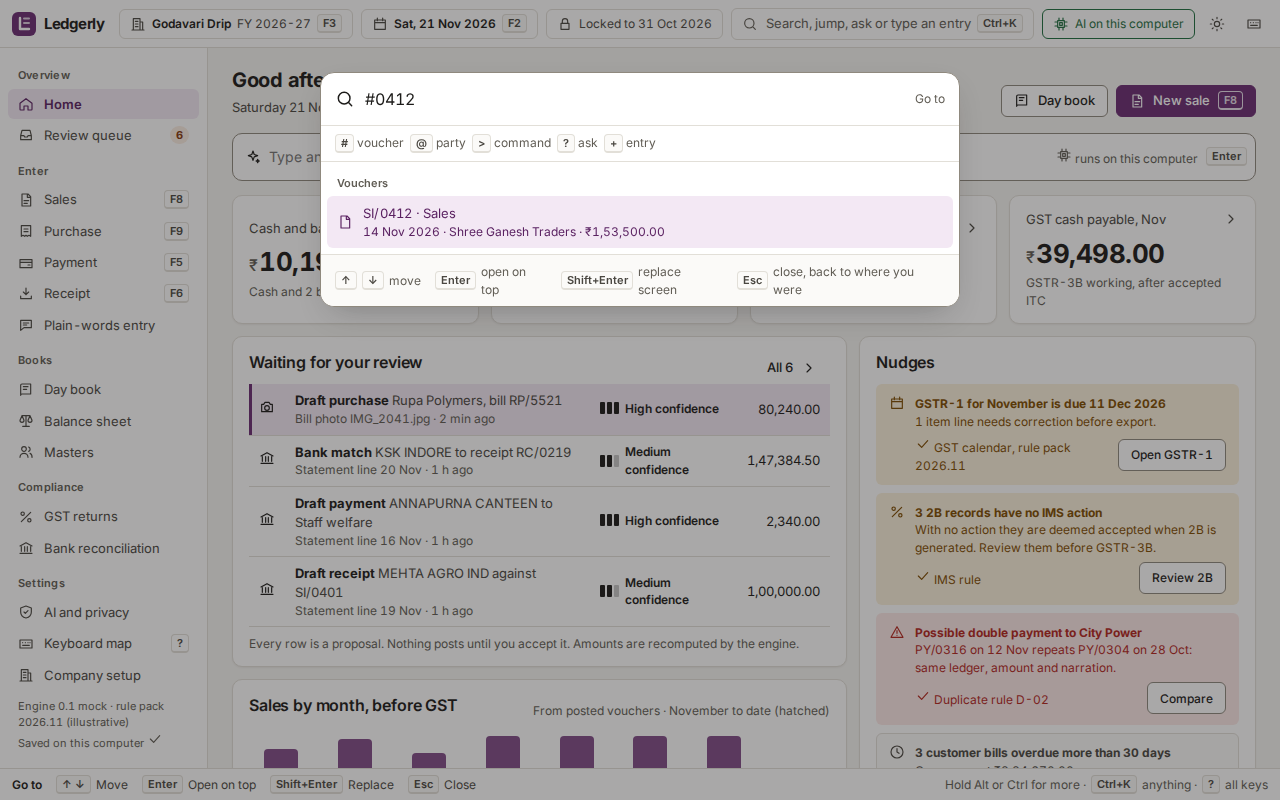 Ledgerly
Godavari Drip FY 2026-27 F3
Sat, 21 Nov 2026 F2
Locked to 31 Oct 2026
Search, jump, ask or type an entry Ctrl+K
AI on this computer
Overview
Home
Review queue 6
Enter
Sales F8
Purchase F9
Payment F5
Receipt F6
Plain-words entry
Books
Day book
Balance sheet
Masters
Compliance
GST returns
Bank reconciliation
Settings
AI and privacy
Keyboard map ?
Company setup
Engine 0.1 mock · rule pack
2026.11 (illustrative)
Saved on this computer
Good afte
Saturday 21 N
Day book
New sale F8
Type an
runs on this computer Enter
#0412 Go to
# voucher @ party > command ? ask + entry
Vouchers
SI/0412 · Sales
14 Nov 2026 · Shree Ganesh Traders · ₹1,53,500.00
↑ ↓ move Enter open on top Shift+Enter replace screen Esc close, back to where you were
Cash and ba
₹10,19
Cash and 2 b
GST cash payable, Nov
₹39,498.00
GSTR-3B working, after accepted
ITC
Waiting for your review All 6
Draft purchase Rupa Polymers, bill RP/5521
Bill photo IMG_2041.jpg · 2 min ago
High confidence 80,240.00
Bank match KSK INDORE to receipt RC/0219
Statement line 20 Nov · 1 h ago
Medium confidence 1,47,384.50
Draft payment ANNAPURNA CANTEEN to
Staff welfare
Statement line 16 Nov · 1 h ago
High confidence 2,340.00
Draft receipt MEHTA AGRO IND against
SI/0401
Statement line 19 Nov · 1 h ago
Medium confidence 1,00,000.00
Every row is a proposal. Nothing posts until you accept it. Amounts are recomputed by the engine.
Sales by month, before GST
From posted vouchers · November to date (hatched)
Nudges
GSTR-1 for November is due 11 Dec 2026
1 item line needs correction before export.
GST calendar, rule pack
2026.11
Open GSTR-1
3 2B records have no IMS action
With no action they are deemed accepted when 2B is
generated. Review them before GSTR-3B.
IMS rule
Review 2B
Possible double payment to City Power
PY/0316 on 12 Nov repeats PY/0304 on 28 Oct:
same ledger, amount and narration.
Duplicate rule D-02
Compare
3 customer bills overdue more than 30 days
Go to ↑ ↓ Move Enter Open on top Shift+Enter Replace Esc Close
Hold Alt or Ctrl for more · Ctrl+K anything · ? all keys